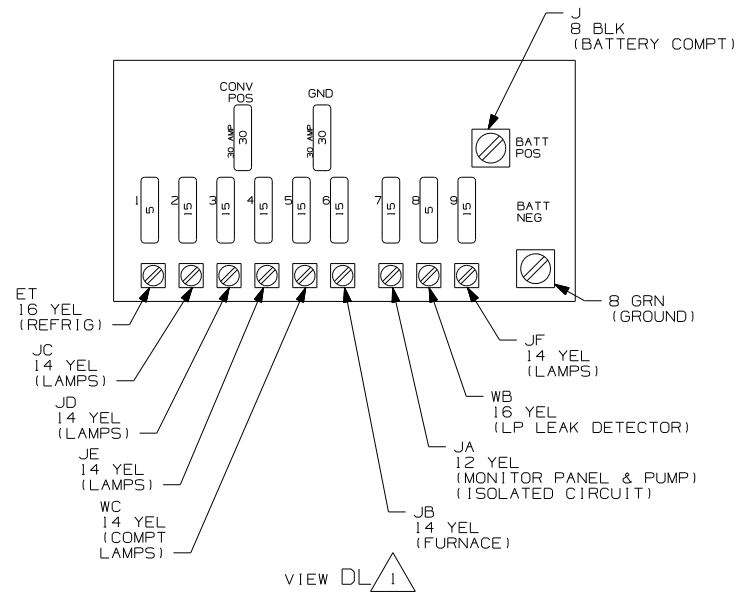 J
8 BLK
(BATTERY COMPT)
CONV
POS
GND
30 AMP
30
30 AMP
30
BATT
POS
1
5
2
15
3
15
4
15
5
15
6
15
7
15
8
5
9
15
BATT
NEG
ET
16 YEL
(REFRIG)
8 GRN
(GROUND)
JC
14 YEL
(LAMPS)
JF
14 YEL
(LAMPS)
JD
14 YEL
(LAMPS)
WB
16 YEL
(LP LEAK DETECTOR)
JE
14 YEL
(LAMPS)
JA
12 YEL
(MONITOR PANEL & PUMP)
(ISOLATED CIRCUIT)
WC
14 YEL
(COMPT
LAMPS)
JB
14 YEL
(FURNACE)
VIEW DL 1